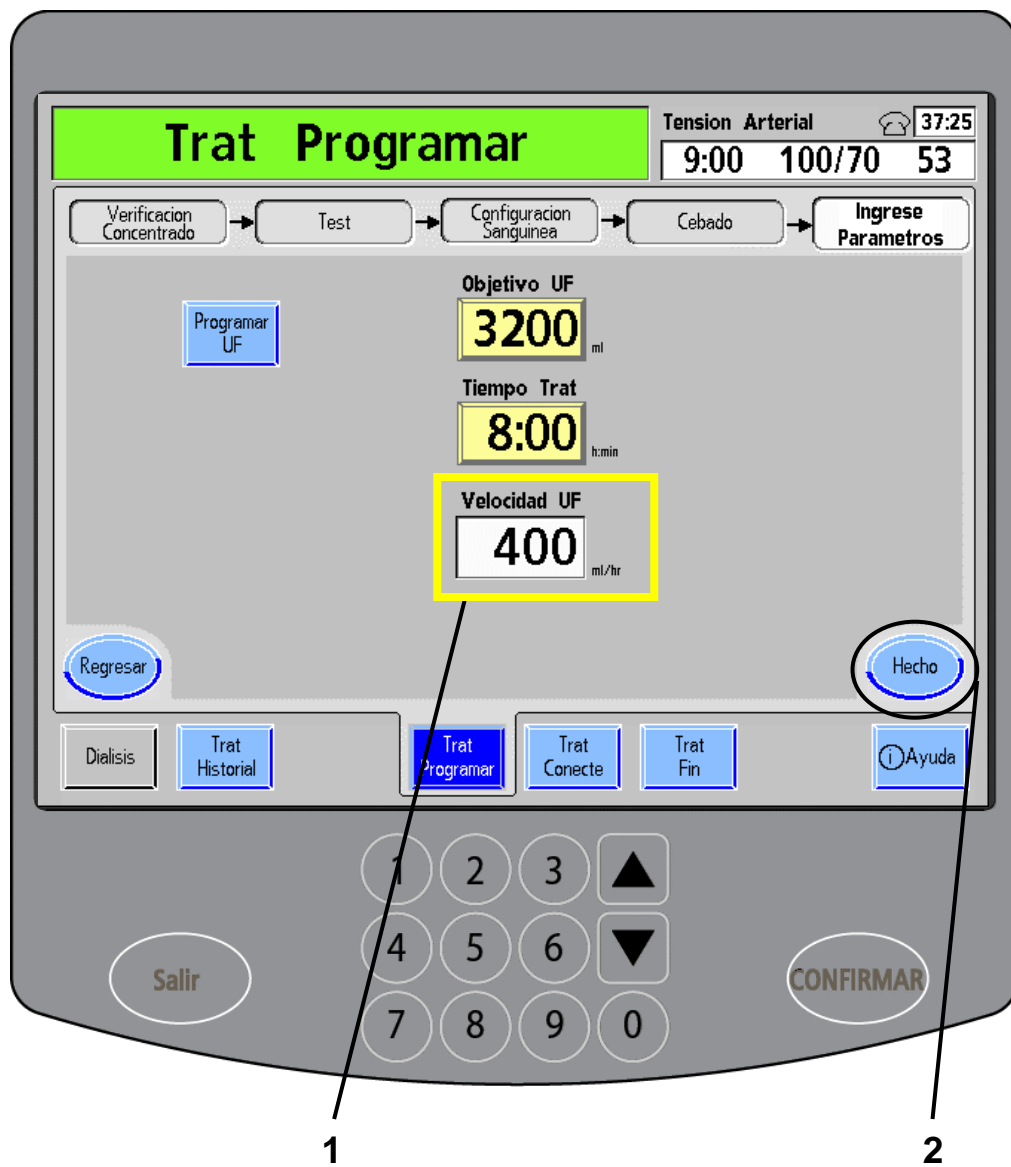 Trat Programar
Tension Arterial 37:25
9:00 100/70 53
Verificacion
Concentrado
Test
Configuracion
Sanguinea
Cebado
Ingrese
Parametros
Programar
UF
Objetivo UF
3200 ml
Tiempo Trat
8:00 h:min
Velocidad UF
400 ml/hr
Regresar
Hecho
Dialisis
Trat
Historial
Trat
Programar
Trat
Conecte
Trat
Fin
i Ayuda
1 2 3
4 5 6
7 8 9 0
Salir
CONFIRMAR
1 2